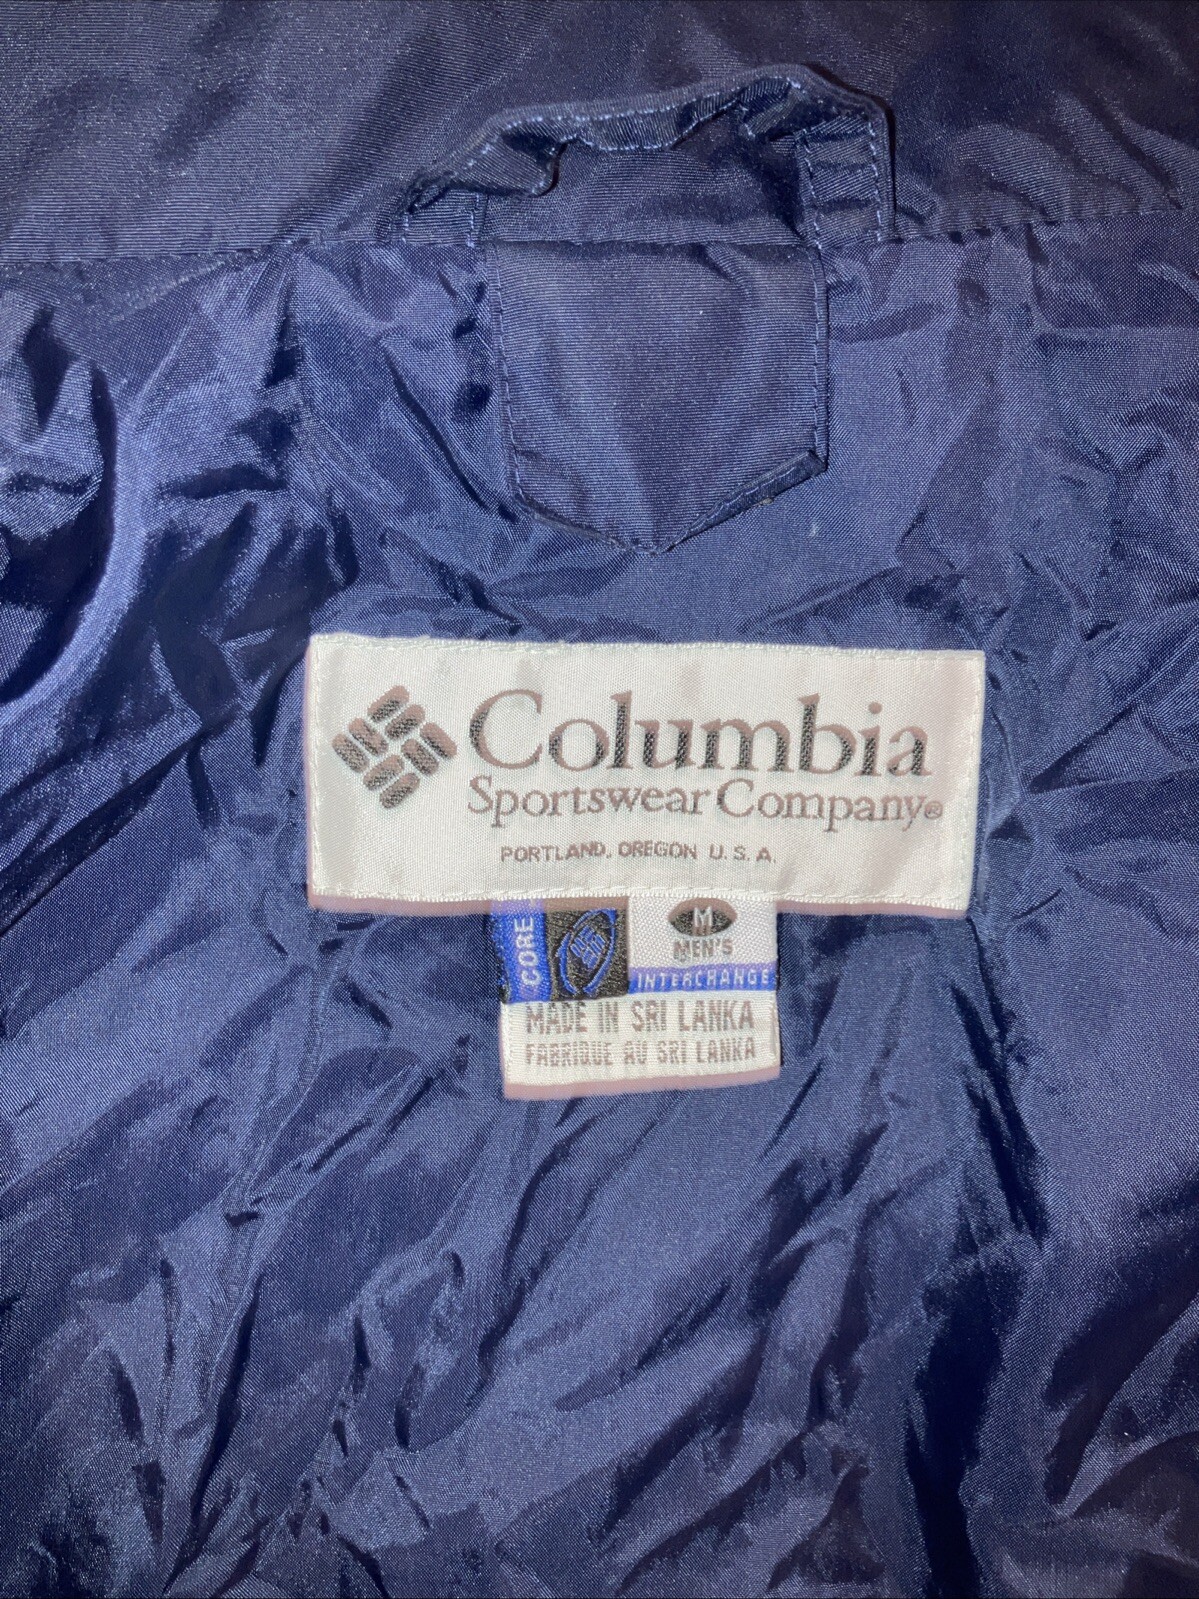 Columbia
Sportswear Company®
PORTLAND, OREGON U.S.A.
CORE
M
MEN'S
INTERCHANGE
MADE IN SRI LANKA
FABRIQUE AU SRI LANKA